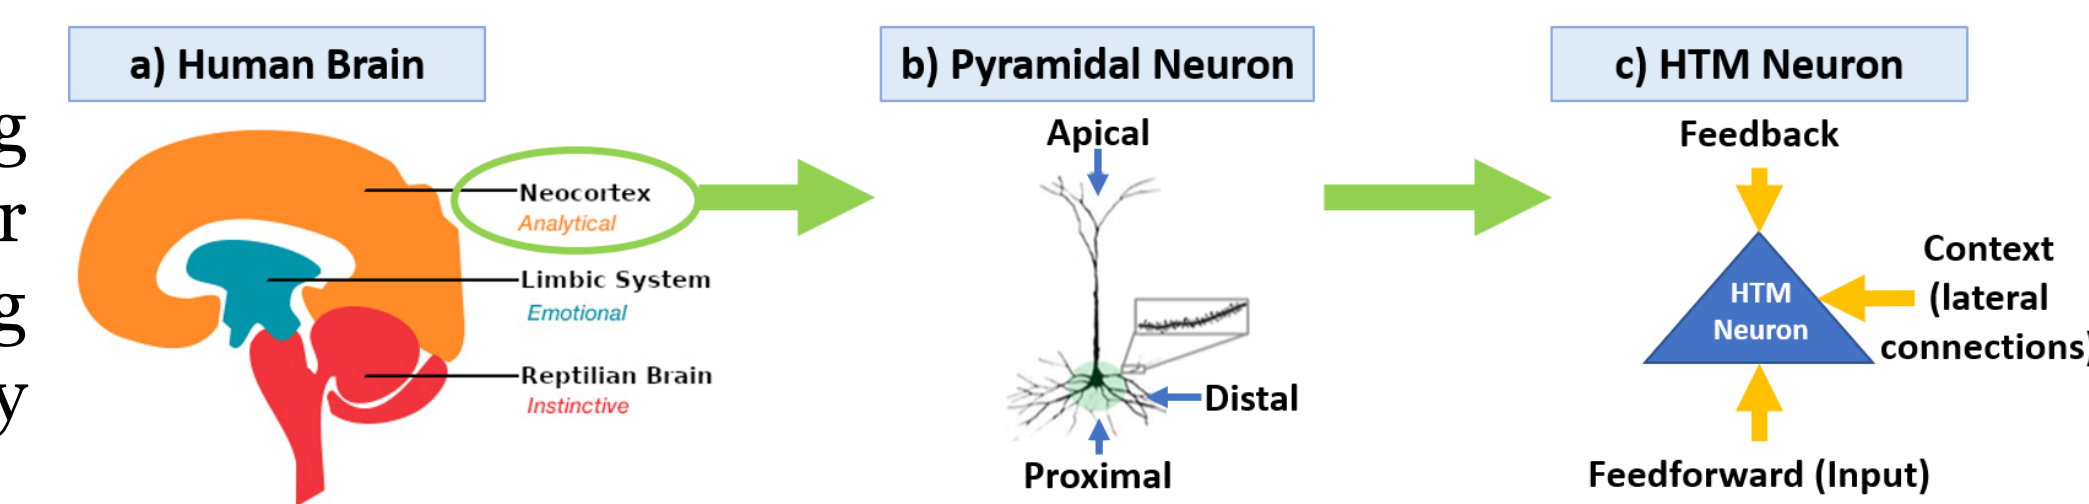 g
r
g
y
a) Human Brain
Neocortex
Analytical
Limbic System
Emotional
Reptilian Brain
Instinctive
b) Pyramidal Neuron
Apical
Distal
Proximal
c) HTM Neuron
Feedback
HTM
Neuron
Context
(lateral
connections)
Feedforward (Input)